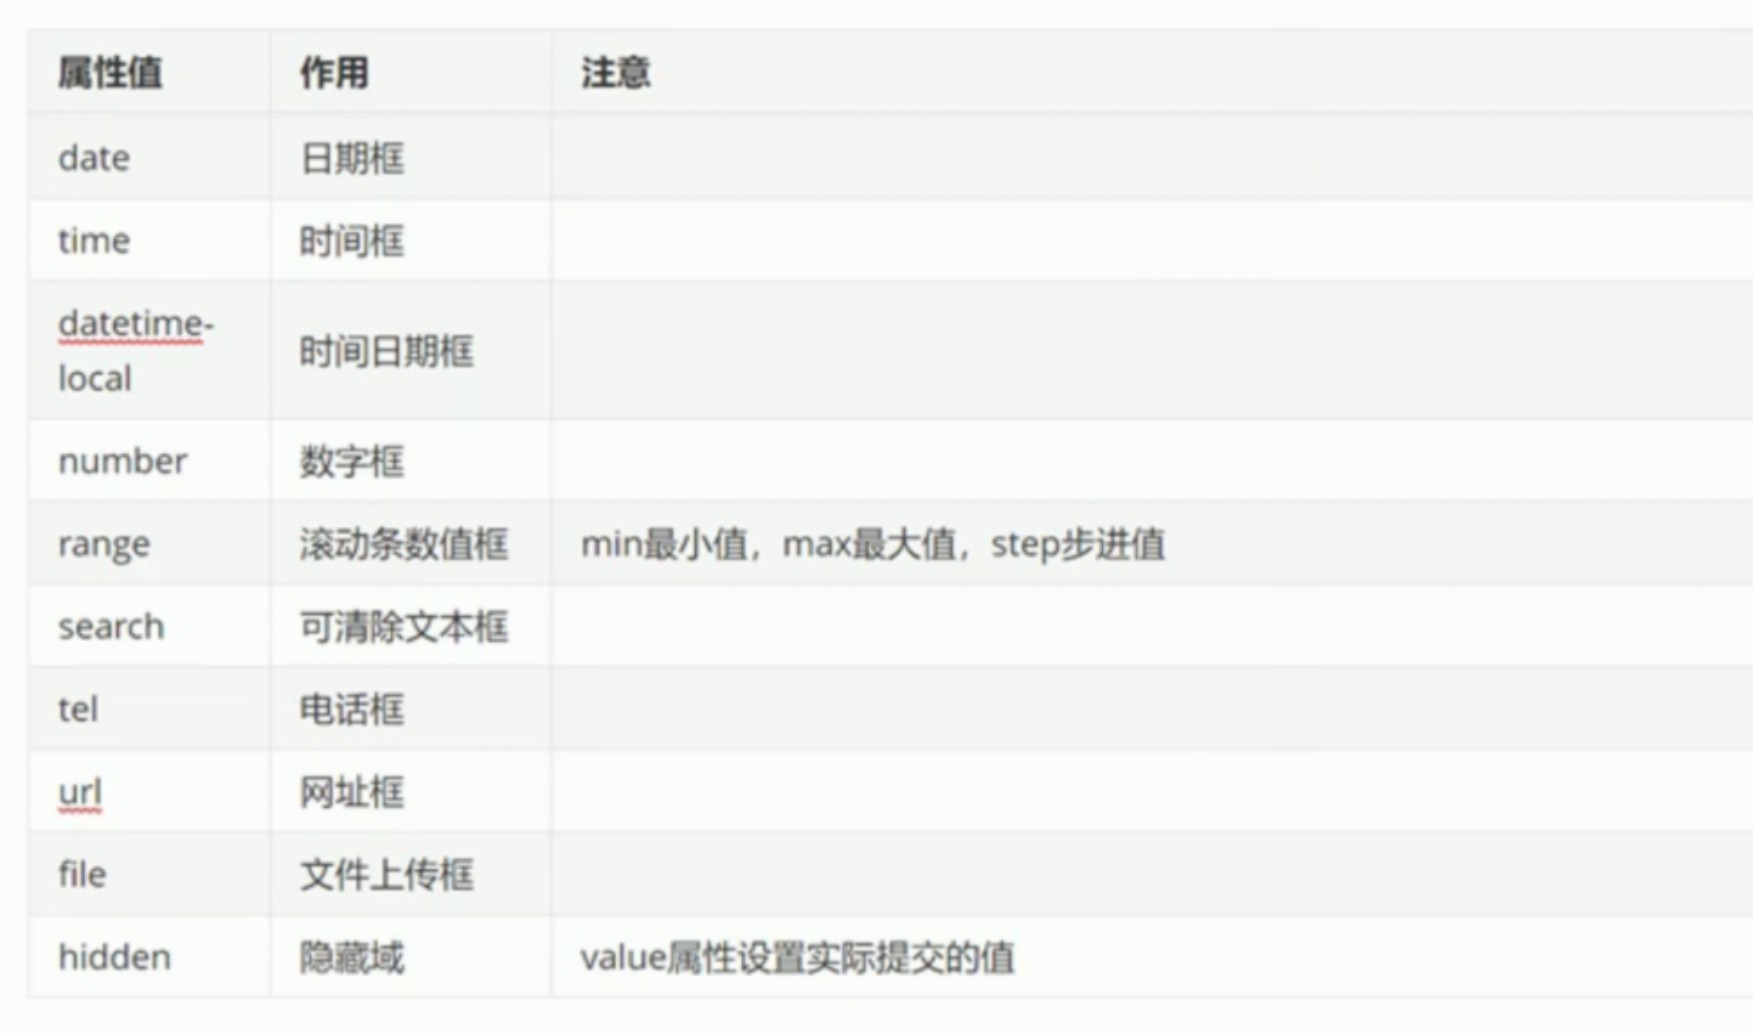 属性值 作用 注意
date 日期框
time 时间框
datetime-
local 时间日期框
number 数字框
range 滚动条数值框 min最小值，max最大值，step步进值
search 可清除文本框
tel 电话框
url 网址框
file 文件上传框
hidden 隐藏域 value属性设置实际提交的值